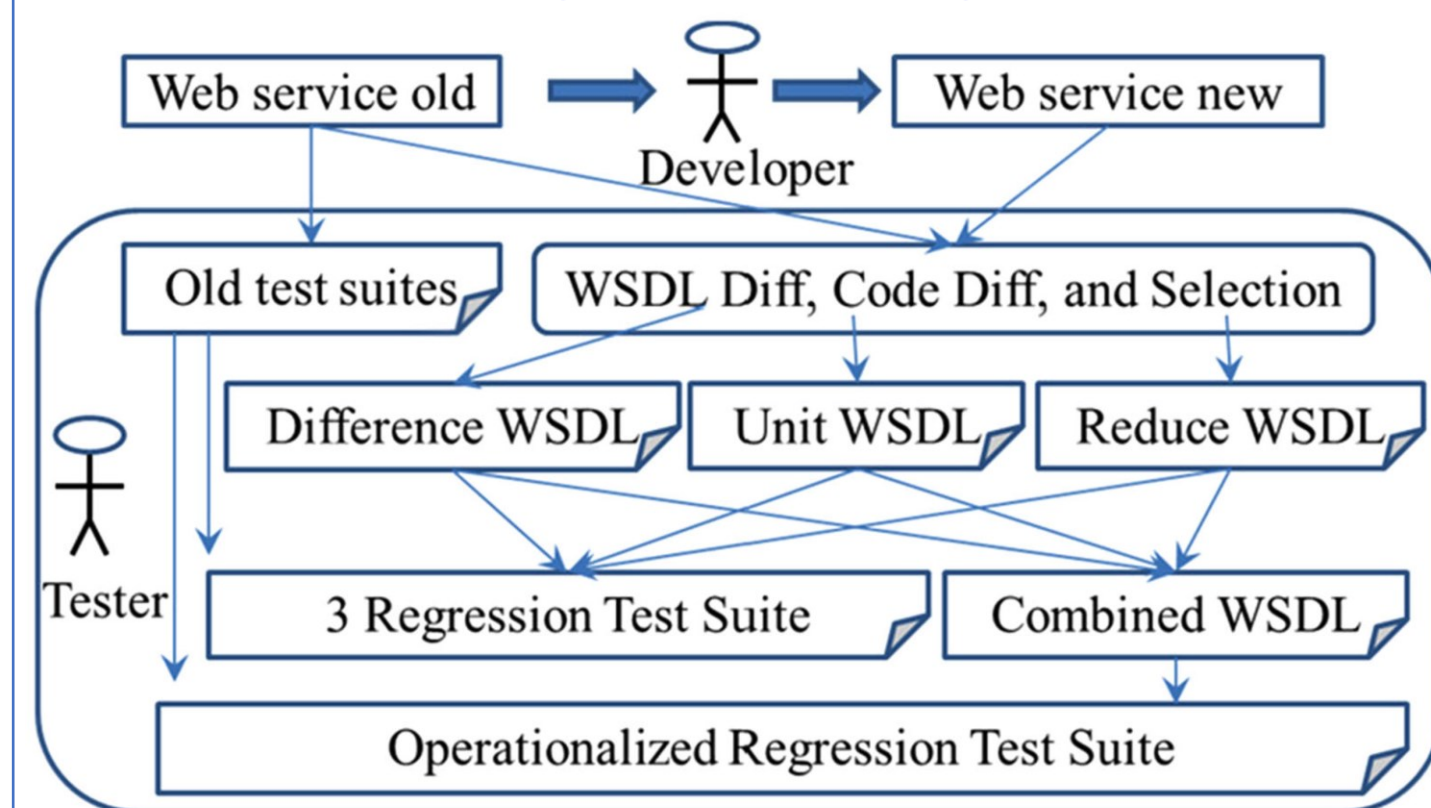 Web service old
Web service new
Developer
Old test suites
WSDL Diff, Code Diff, and Selection
Difference WSDL
Unit WSDL
Reduce WSDL
Tester
3 Regression Test Suite
Combined WSDL
Operationalized Regression Test Suite